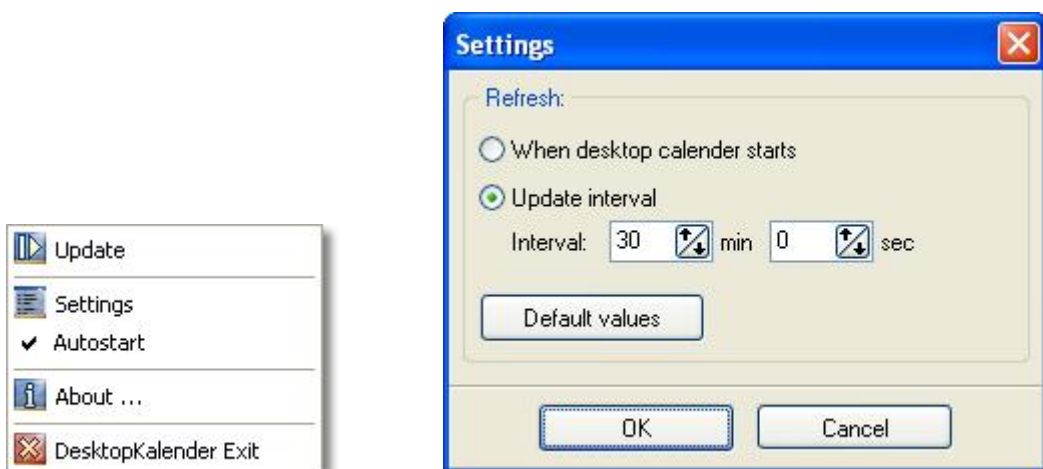 Update
Settings
Autostart
About ...
DesktopKalender Exit
Settings
Refresh:
When desktop calender starts
Update interval
Interval: 30 min 0 sec
Default values
OK Cancel